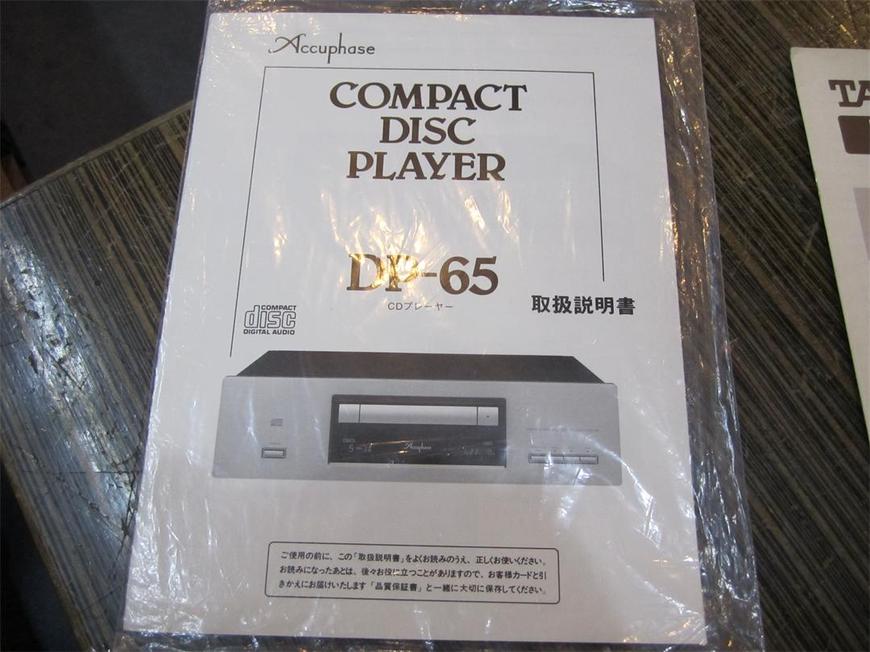 Accuphase
COMPACT
DISC
PLAYER
DP-65
CDプレーヤー
取扱説明書
COMPACT
disc
DIGITAL AUDIO
Accuphase
ご使用の前に、この「取扱説明書」をよくお読みのうえ、正しくお使いください。
お読みになったあとは、後々お役に立つことがありますので、お客様カードと引
きかえにお届けいたします「品質保証書」と一緒に大切に保存してください。
TA